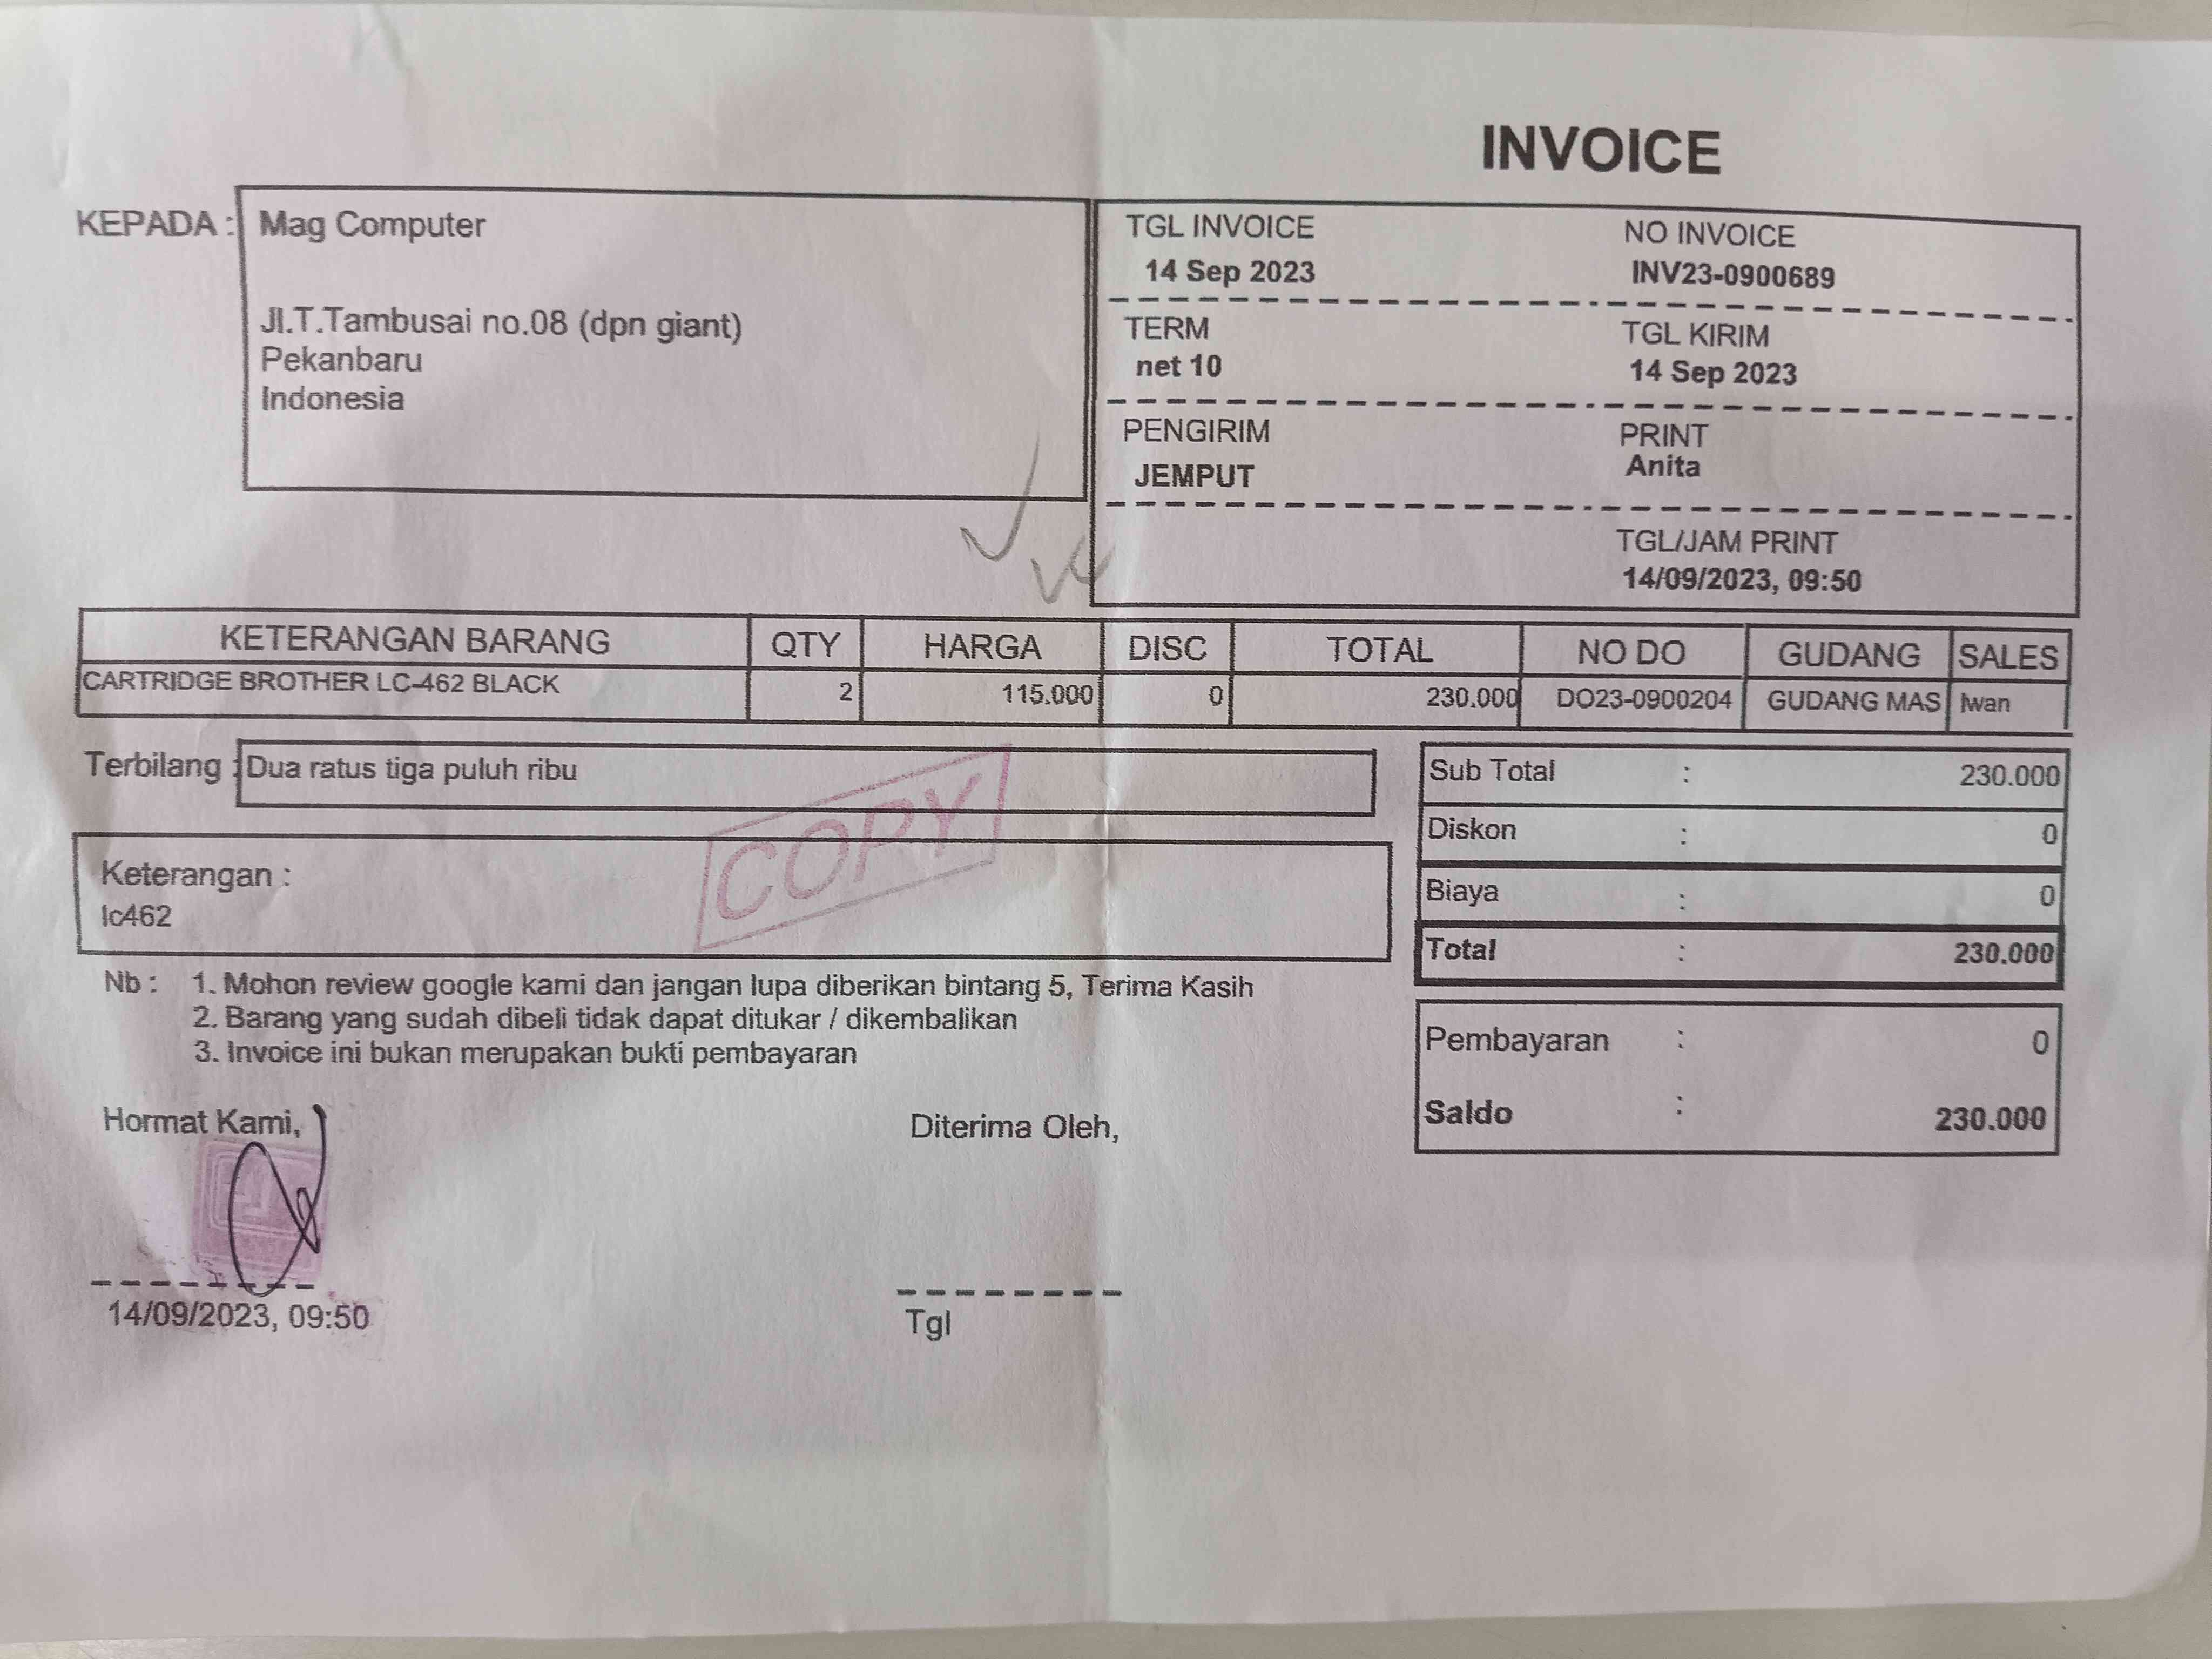 INVOICE
KEPADA : Mag Computer
Jl.T.Tambusai no.08 (dpn giant)
Pekanbaru
Indonesia
TGL INVOICE NO INVOICE
14 Sep 2023 INV23-0900689
TERM TGL KIRIM
net 10 14 Sep 2023
PENGIRIM PRINT
JEMPUT Anita
TGL/JAM PRINT
14/09/2023, 09:50
KETERANGAN BARANG QTY HARGA DISC TOTAL NO DO GUDANG SALES
CARTRIDGE BROTHER LC-462 BLACK 2 115.000 0 230.000 DO23-0900204 GUDANG MAS Iwan
Terbilang : Dua ratus tiga puluh ribu
COPY
Keterangan :
lc462
Sub Total : 230.000
Diskon : 0
Biaya : 0
Total : 230.000
Nb : 1. Mohon review google kami dan jangan lupa diberikan bintang 5, Terima Kasih
2. Barang yang sudah dibeli tidak dapat ditukar / dikembalikan
3. Invoice ini bukan merupakan bukti pembayaran
Pembayaran : 0
Saldo : 230.000
Hormat Kami, Diterima Oleh,
14/09/2023, 09:50 Tgl